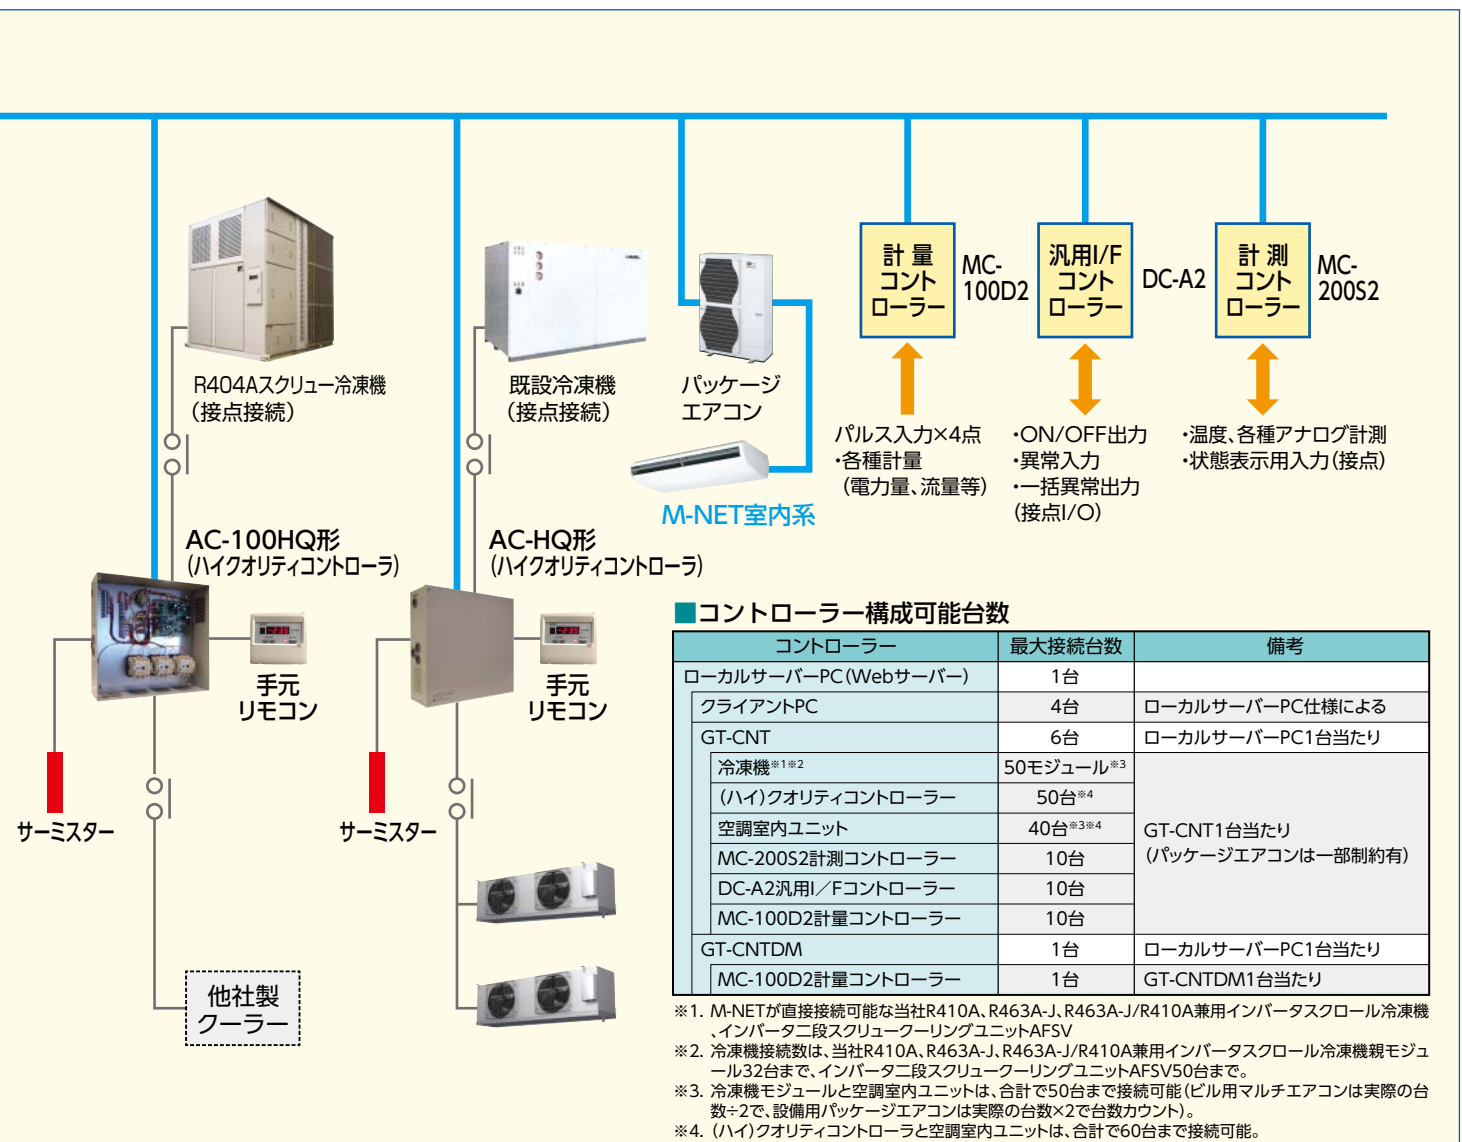 R404Aスクリュー冷凍機
（接点接続）
既設冷凍機
（接点接続）
パッケージ
エアコン
M-NET室内系
計量
コント
ローラー
MC-
100D2
汎用I/F
コント
ローラー
DC-A2
計測
コント
ローラー
MC-
200S2
パルス入力×4点
・各種計量
（電力量、流量等）
・ON/OFF出力
・異常入力
・一括異常出力
（接点I/O）
・温度、各種アナログ計測
・状態表示用入力（接点）
AC-100HQ形
（ハイクオリティコントローラ）
手元
リモコン
サーミスター
他社製
クーラー
AC-HQ形
（ハイクオリティコントローラ）
手元
リモコン
サーミスター
■コントローラー構成可能台数
コントローラー 最大接続台数 備考
ローカルサーバーPC（Webサーバー） 1台
クライアントPC 4台 ローカルサーバーPC仕様による
GT-CNT 6台 ローカルサーバーPC1台当たり
冷凍機※1※2 50モジュール※3
（ハイ）クオリティコントローラー 50台※4
空調室内ユニット 40台※3※4
MC-200S2計測コントローラー 10台
DC-A2汎用I／Fコントローラー 10台
MC-100D2計量コントローラー 10台
GT-CNT1台当たり
（パッケージエアコンは一部制約有）
GT-CNTDM 1台 ローカルサーバーPC1台当たり
MC-100D2計量コントローラー 1台 GT-CNTDM1台当たり
※1. M-NETが直接接続可能な当社R410A、R463A-J、R463A-J/R410A兼用インバータスクロール冷凍機
、インバータ二段スクリュークーリングユニットAFSV
※2. 冷凍機接続数は、当社R410A、R463A-J、R463A-J/R410A兼用インバータスクロール冷凍機親モジュ
ール32台まで、インバータ二段スクリュークーリングユニットAFSV50台まで。
※3. 冷凍機モジュールと空調室内ユニットは、合計で50台まで接続可能（ビル用マルチエアコンは実際の台
数÷2で、設備用パッケージエアコンは実際の台数×2で台数カウント）。
※4. （ハイ）クオリティコントローラと空調室内ユニットは、合計で60台まで接続可能。